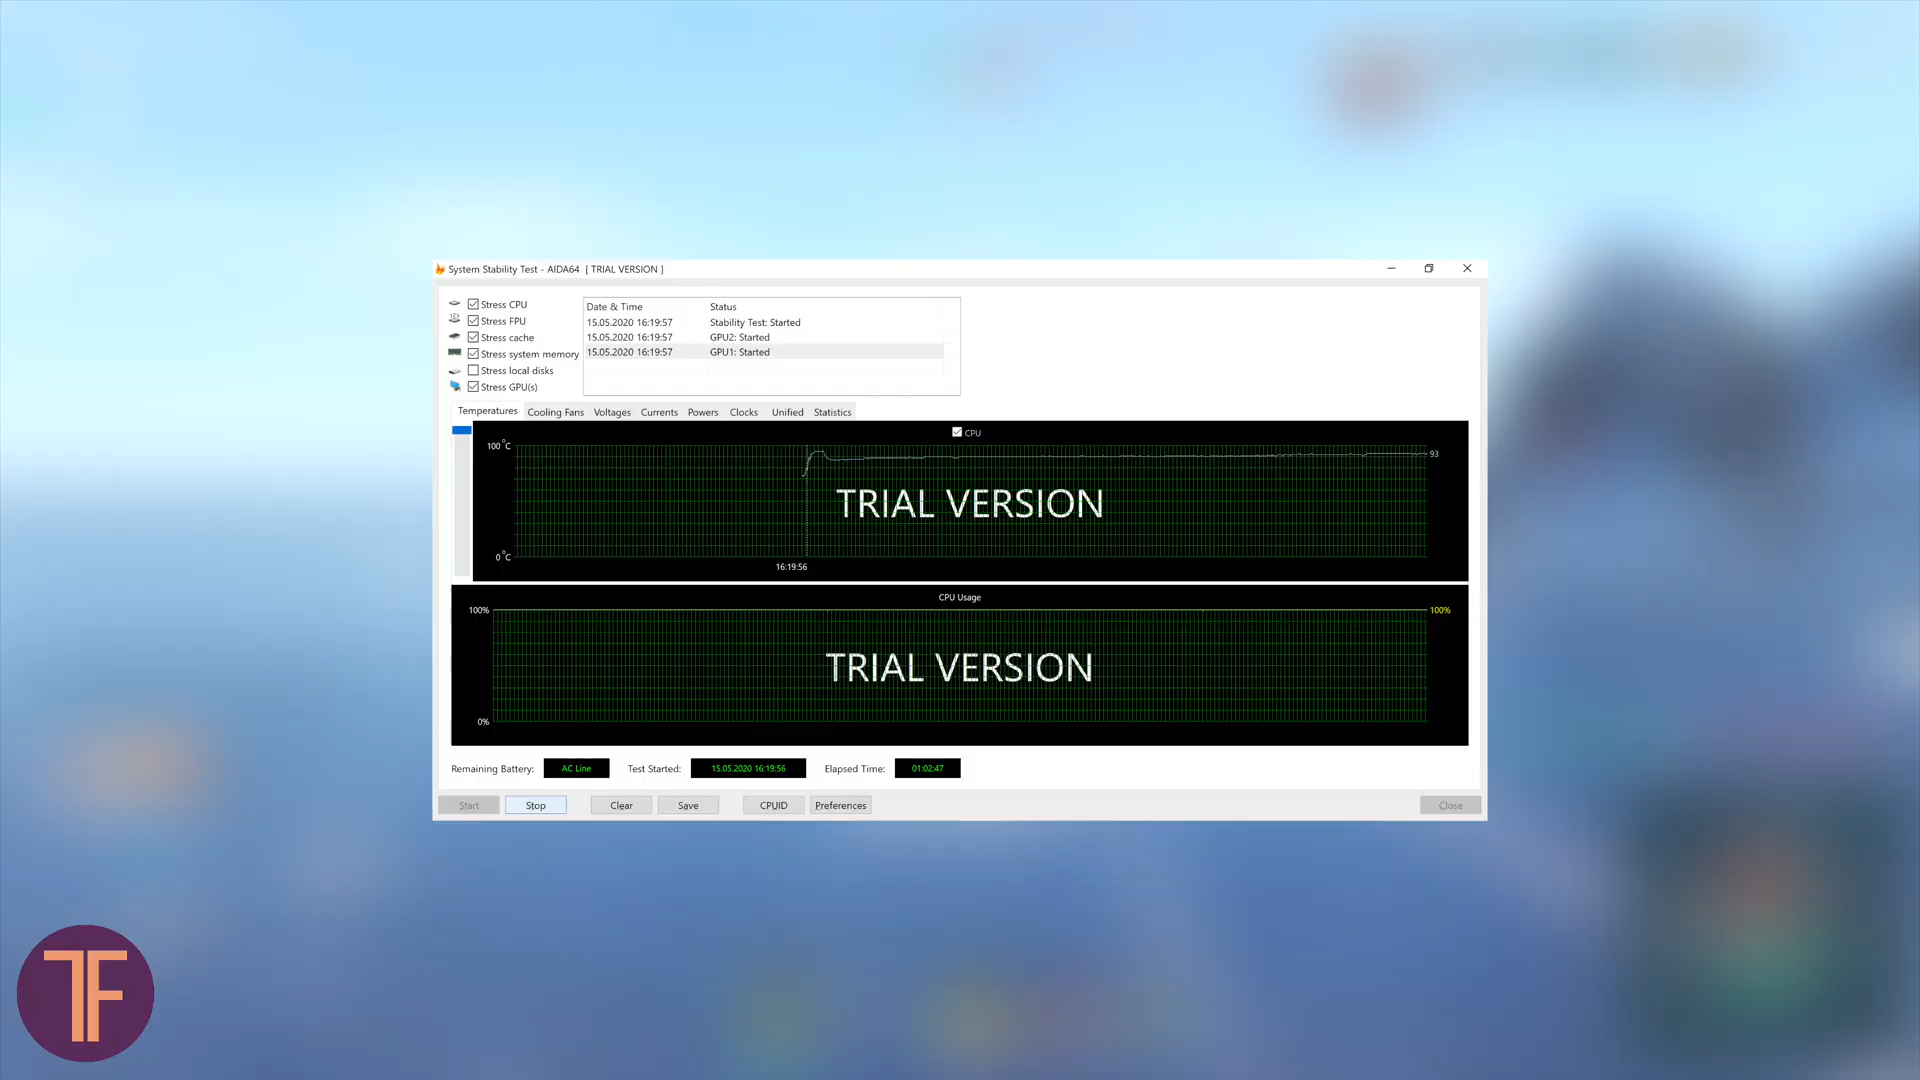 System Stability Test - AIDA64 [ TRIAL VERSION ]
Stress CPU
Stress FPU
Stress cache
Stress system memory
Stress local disks
Stress GPU(s)
Date & Time Status
15.05.2020 16:19:57 Stability Test: Started
15.05.2020 16:19:57 GPU2: Started
15.05.2020 16:19:57 GPU1: Started
Temperatures Cooling Fans Voltages Currents Powers Clocks Unified Statistics
CPU
100 °C
93
TRIAL VERSION
0 °C
16:19:56
CPU Usage
100% 100%
TRIAL VERSION
0%
Remaining Battery: AC Line Test Started: 15.05.2020 16:19:56 Elapsed Time: 01:02:47
Start Stop Clear Save CPUID Preferences Close
TF